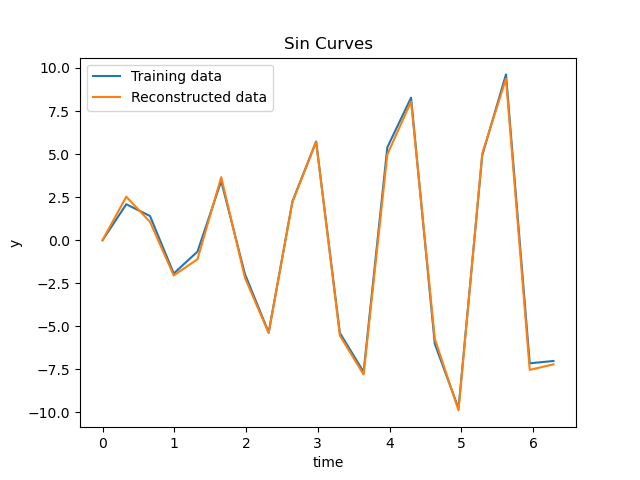 Sin Curves
Training data
Reconstructed data
10.0
7.5
5.0
2.5
0.0
−2.5
−5.0
−7.5
−10.0
y
0 1 2 3 4 5 6
time